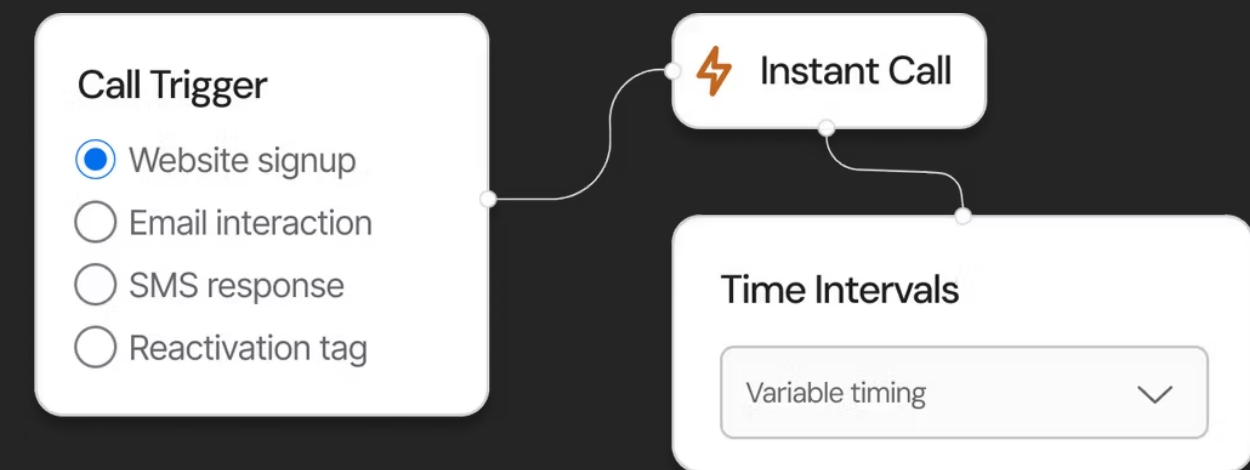 Call Trigger
Website signup
Email interaction
SMS response
Reactivation tag
Instant Call
Time Intervals
Variable timing